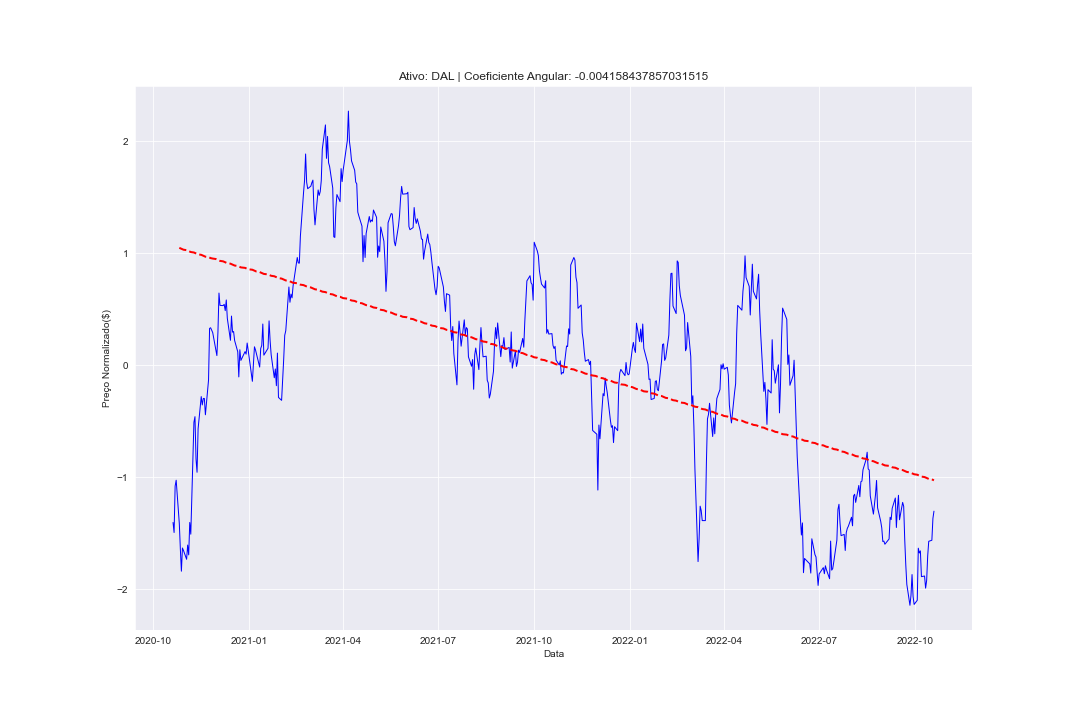 Ativo: DAL | Coeficiente Angular: -0.004158437857031515
Preço Normalizado($)
2
1
0
−1
−2
2020-10 2021-01 2021-04 2021-07 2021-10 2022-01 2022-04 2022-07 2022-10
Data